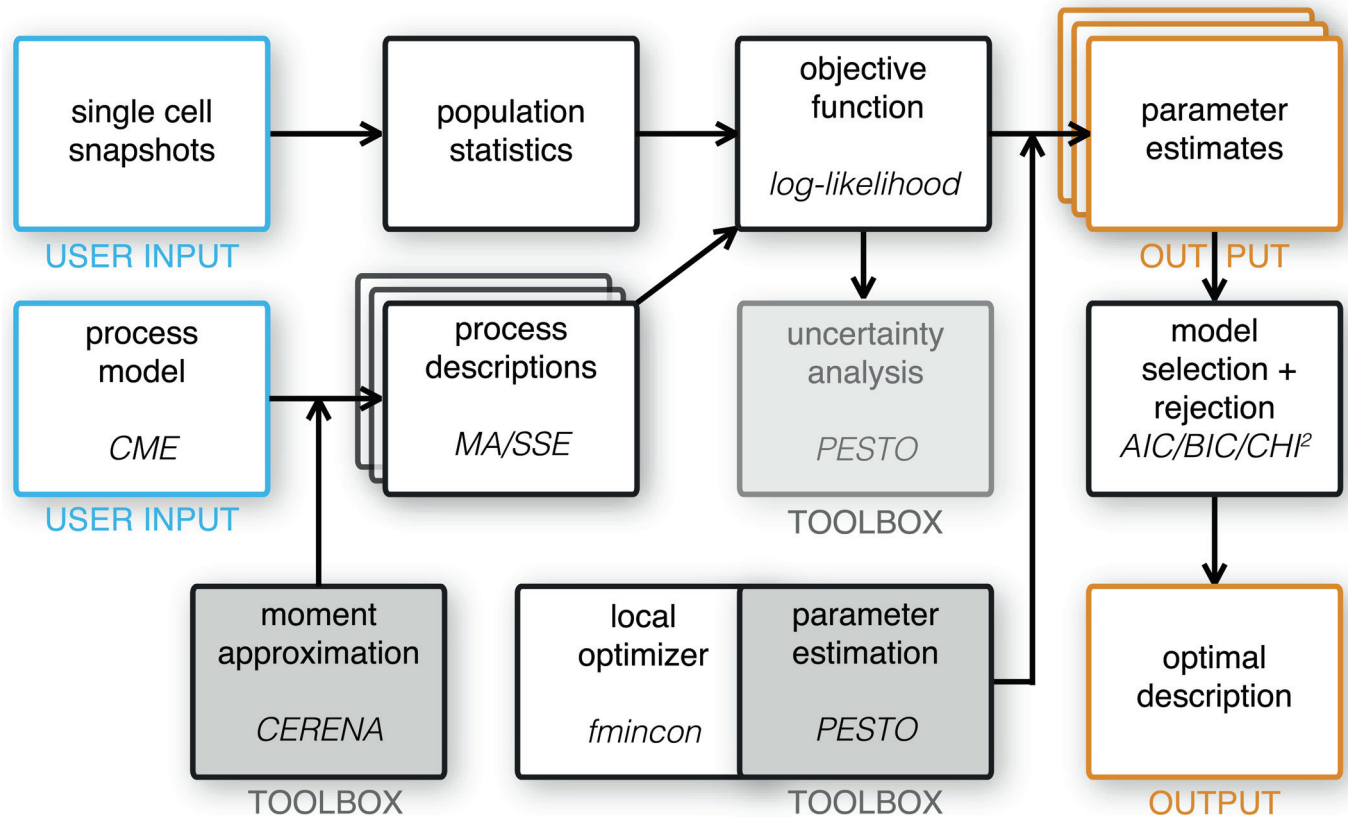 single cell
snapshots
USER INPUT
population
statistics
objective
function
log-likelihood
parameter
estimates
OUTPUT
process
model
CME
USER INPUT
process
descriptions
MA/SSE
uncertainty
analysis
PESTO
TOOLBOX
model
selection +
rejection
AIC/BIC/CHI²
moment
approximation
CERENA
TOOLBOX
local
optimizer
fmincon
parameter
estimation
PESTO
TOOLBOX
optimal
description
OUTPUT